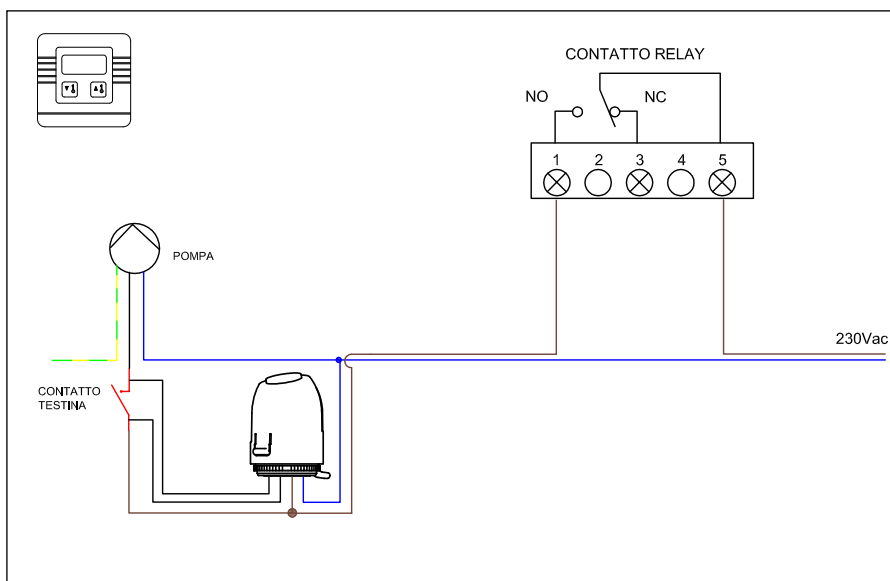 CONTATTO RELAY
NO
NC
1 2 3 4 5
POMPA
230Vac
CONTATTO
TESTINA